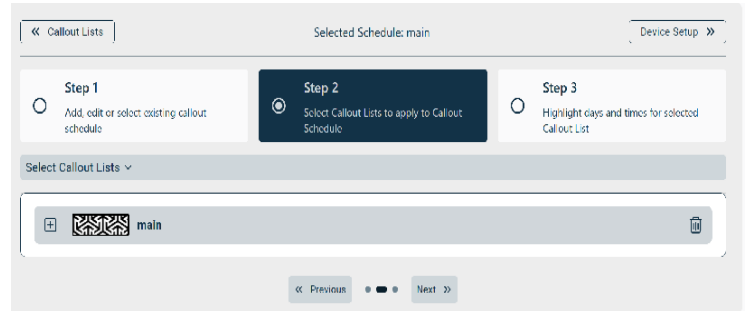 « Callout Lists
Selected Schedule: main
Device Setup »
Step 1
Add, edit or select existing callout
schedule
Step 2
Select Callout Lists to apply to Callout
Schedule
Step 3
Highlight days and times for selected
Callout List
Select Callout Lists
main
« Previous
Next »